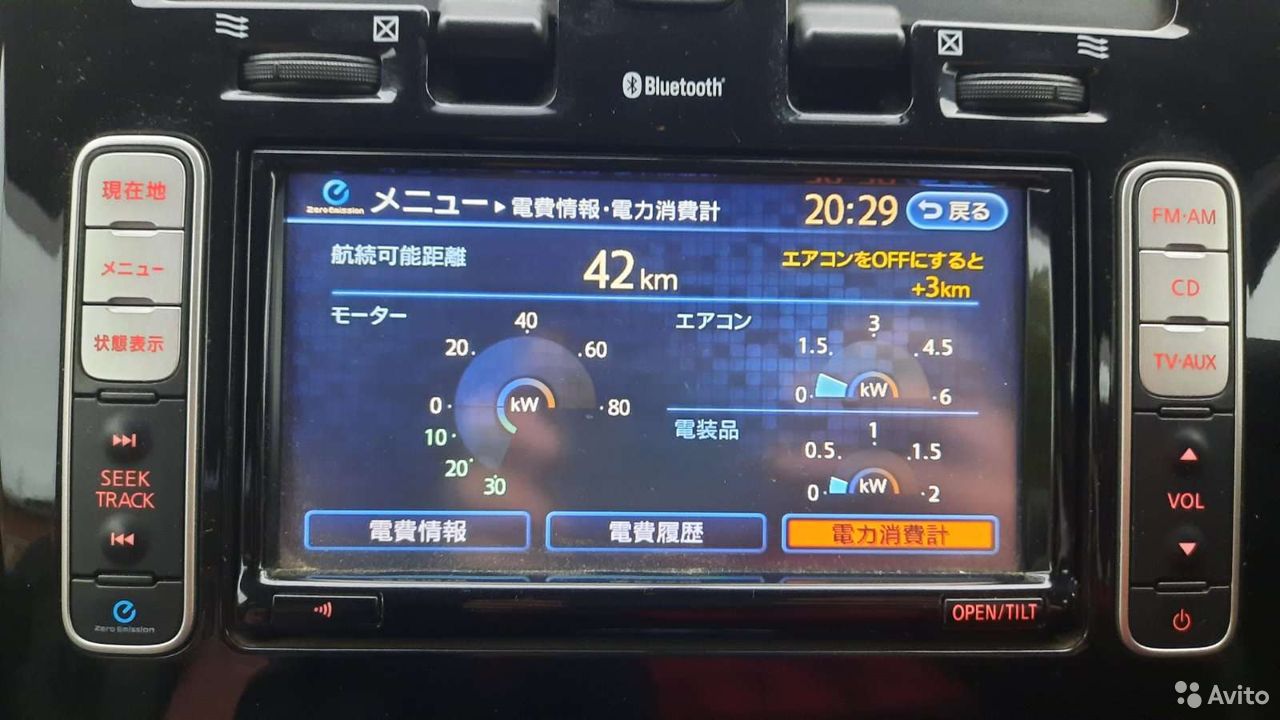 Bluetooth
現在地
メニュー
状態表示
SEEK
TRACK
Zero Emission
Zero Emission
メニュー ▸ 電費情報・電力消費計
20:29
戻る
航続可能距離
42 km
エアコンをOFFにすると
+3km
モーター
40
20
60
0
kW
80
10
20
30
エアコン
3
1.5
4.5
0
kW
6
電装品
1
0.5
1.5
0
kW
2
電費情報
電費履歴
電力消費計
OPEN/TILT
FM・AM
CD
TV・AUX
VOL
Avito